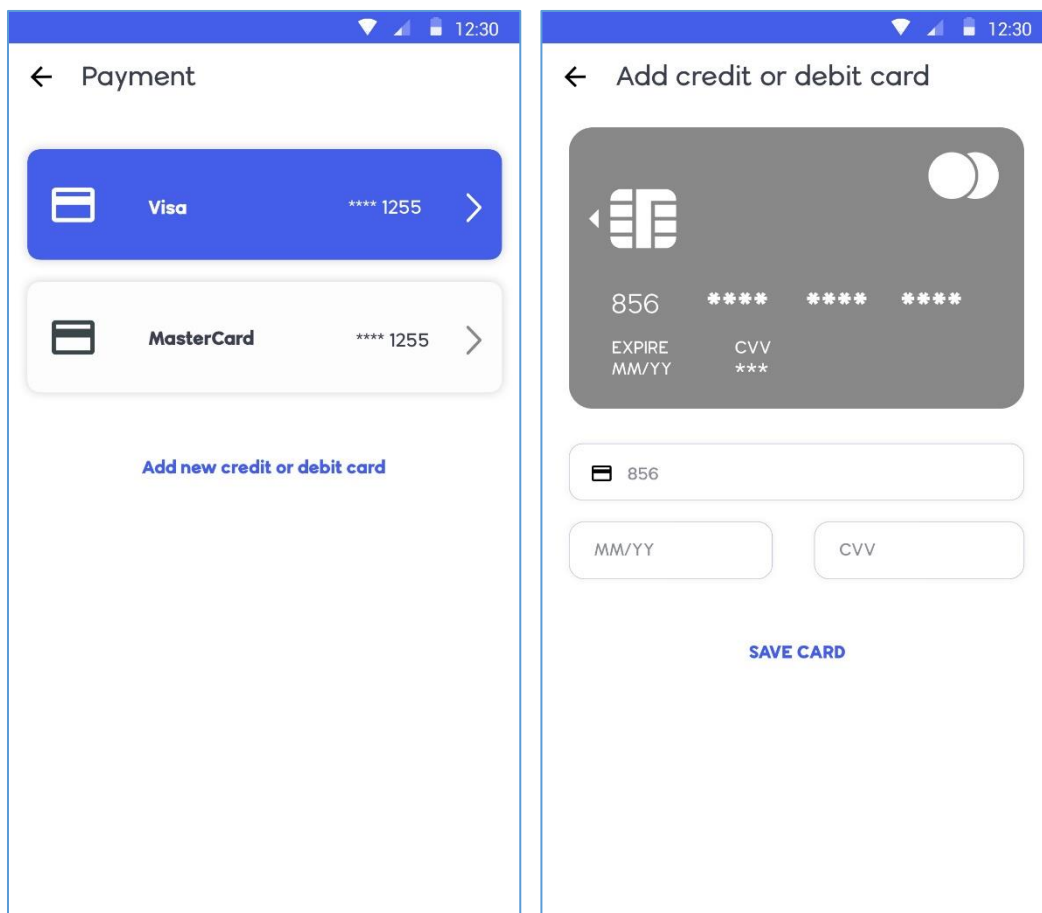 12:30
Payment
Visa **** 1255
MasterCard **** 1255
Add new credit or debit card
12:30
Add credit or debit card
856 **** **** ****
EXPIRE CVV
MM/YY ***
856
MM/YY CVV
SAVE CARD